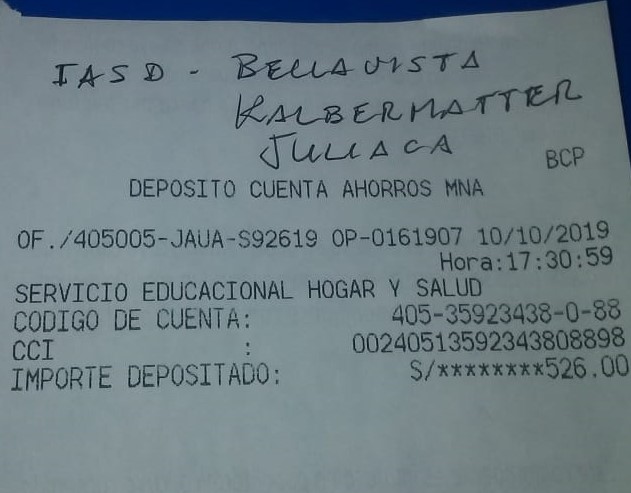 IASD - BELLAVISTA
KALBERMATTER
JULIACA
BCP
DEPOSITO CUENTA AHORROS MNA
OF./405005-JAUA-S92619 OP-0161907 10/10/2019
Hora:17:30:59
SERVICIO EDUCACIONAL HOGAR Y SALUD
CODIGO DE CUENTA: 405-35923438-0-88
CCI : 00240513592343808898
IMPORTE DEPOSITADO: S/********526.00